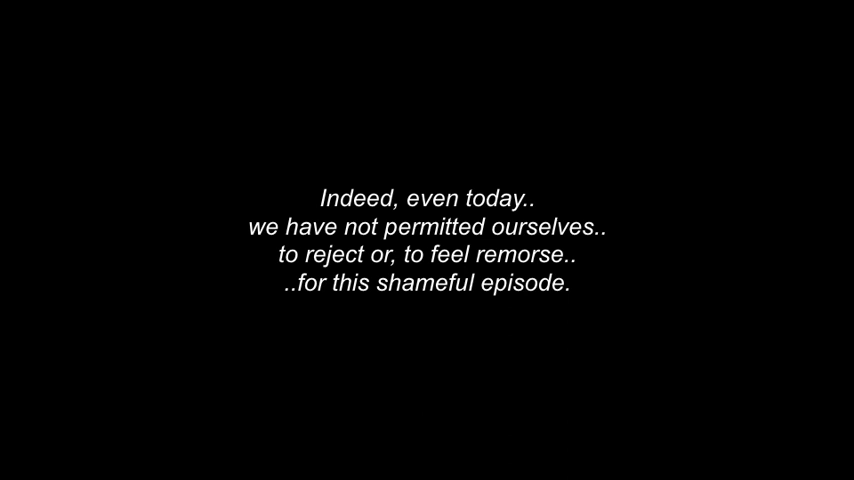 Indeed, even today..
we have not permitted ourselves..
to reject or, to feel remorse..
..for this shameful episode.